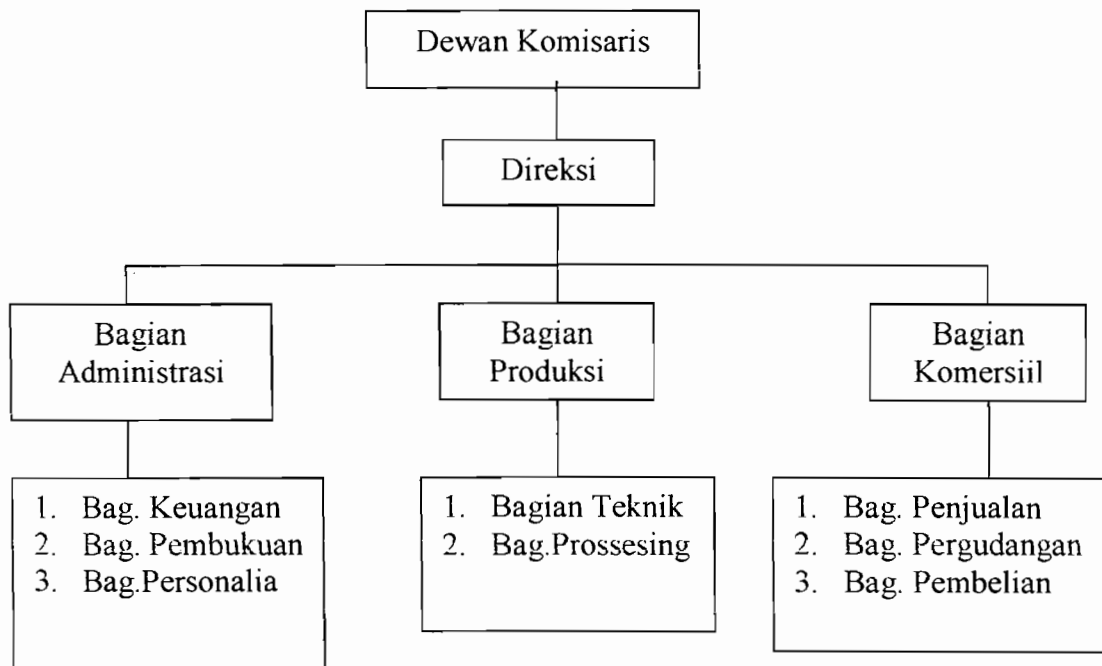 Dewan Komisaris
Direksi
Bagian
Administrasi
Bagian
Produksi
Bagian
Komersiil
1. Bag. Keuangan
2. Bag. Pembukuan
3. Bag.Personalia
1. Bagian Teknik
2. Bag.Prossesing
1. Bag. Penjualan
2. Bag. Pergudangan
3. Bag. Pembelian